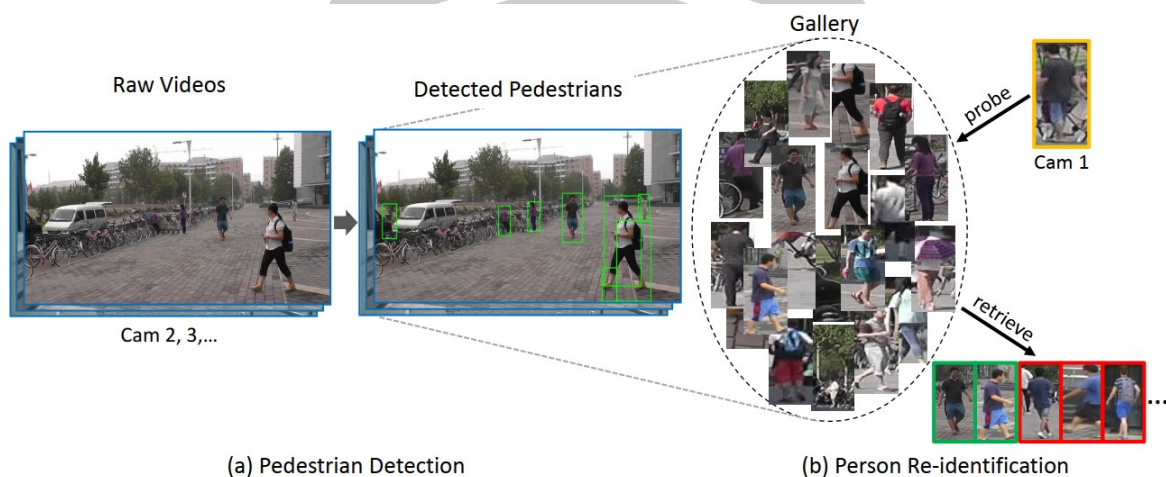 Gallery
Raw Videos
Detected Pedestrians
probe
Cam 1
Cam 2, 3,...
retrieve
...
(a) Pedestrian Detection
(b) Person Re-identification